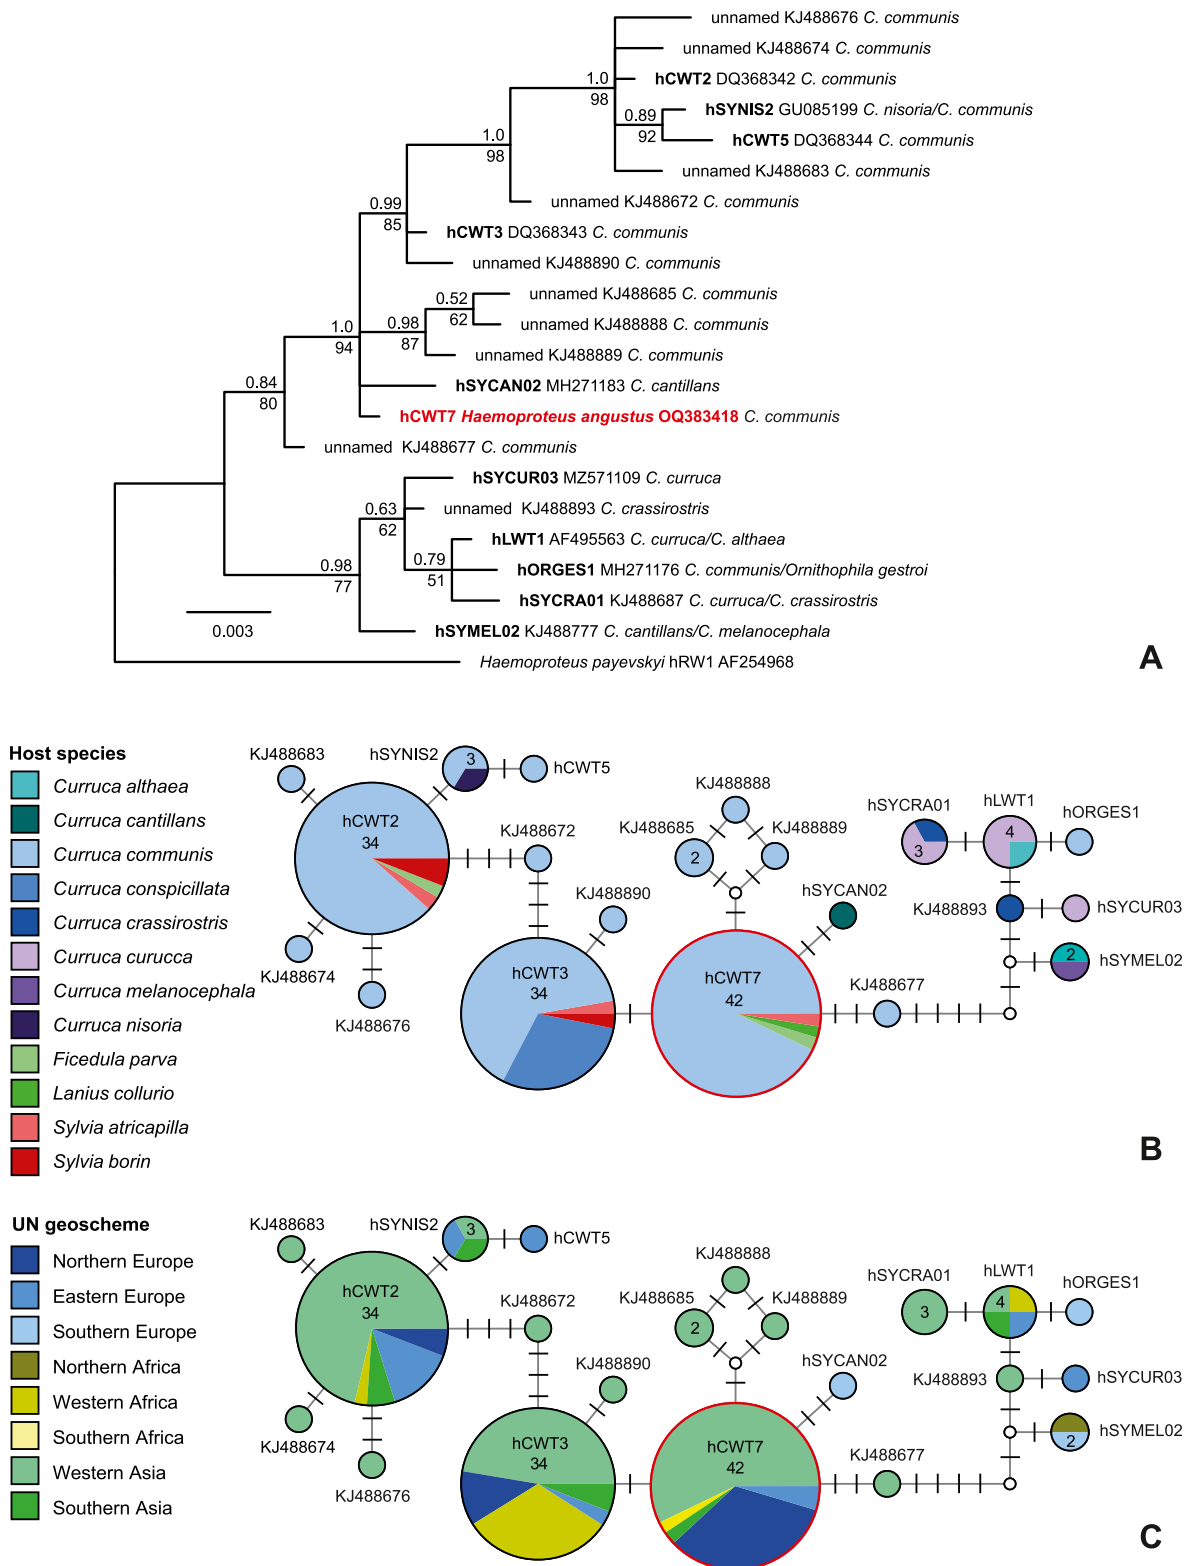 unnamed KJ488676 C. communis
unnamed KJ488674 C. communis
1.0
98
hCWT2 DQ368342 C. communis
hSYNIS2 GU085199 C. nisoria/C. communis
0.89
92
hCWT5 DQ368344 C. communis
1.0
98
unnamed KJ488683 C. communis
unnamed KJ488672 C. communis
0.99
85
hCWT3 DQ368343 C. communis
unnamed KJ488890 C. communis
unnamed KJ488685 C. communis
0.52
62
unnamed KJ488888 C. communis
1.0
94
0.98
87
unnamed KJ488889 C. communis
hSYCAN02 MH271183 C. cantillans
0.84
80
hCWT7 Haemoproteus angustus OQ383418 C. communis
unnamed KJ488677 C. communis
hSYCUR03 MZ571109 C. curruca
0.63
62
unnamed KJ488893 C. crassirostris
hLWT1 AF495563 C. curruca/C. althaea
0.98
77
0.79
51
hORGES1 MH271176 C. communis/Ornithophila gestroi
hSYCRA01 KJ488687 C. curruca/C. crassirostris
0.003
hSYMEL02 KJ488777 C. cantillans/C. melanocephala
Haemoproteus payevskyi hRW1 AF254968
A
Host species
Curruca althaea
Curruca cantillans
Curruca communis
Curruca conspicillata
Curruca crassirostris
Curruca curucca
Curruca melanocephala
Curruca nisoria
Ficedula parva
Lanius collurio
Sylvia atricapilla
Sylvia borin
KJ488683
hSYNIS2
3
hCWT5
hCWT2
34
KJ488672
KJ488674
KJ488676
KJ488890
hCWT3
34
KJ488888
KJ488685
2
KJ488889
hSYCAN02
hCWT7
42
KJ488677
hSYCRA01
3
hLWT1
4
hORGES1
KJ488893
hSYCUR03
2
hSYMEL02
B
UN geoscheme
Northern Europe
Eastern Europe
Southern Europe
Northern Africa
Western Africa
Southern Africa
Western Asia
Southern Asia
KJ488683
hSYNIS2
3
hCWT5
hCWT2
34
KJ488672
KJ488674
KJ488676
KJ488890
hCWT3
34
KJ488888
KJ488685
2
KJ488889
hSYCAN02
hCWT7
42
KJ488677
hSYCRA01
3
hLWT1
4
hORGES1
KJ488893
hSYCUR03
2
hSYMEL02
C